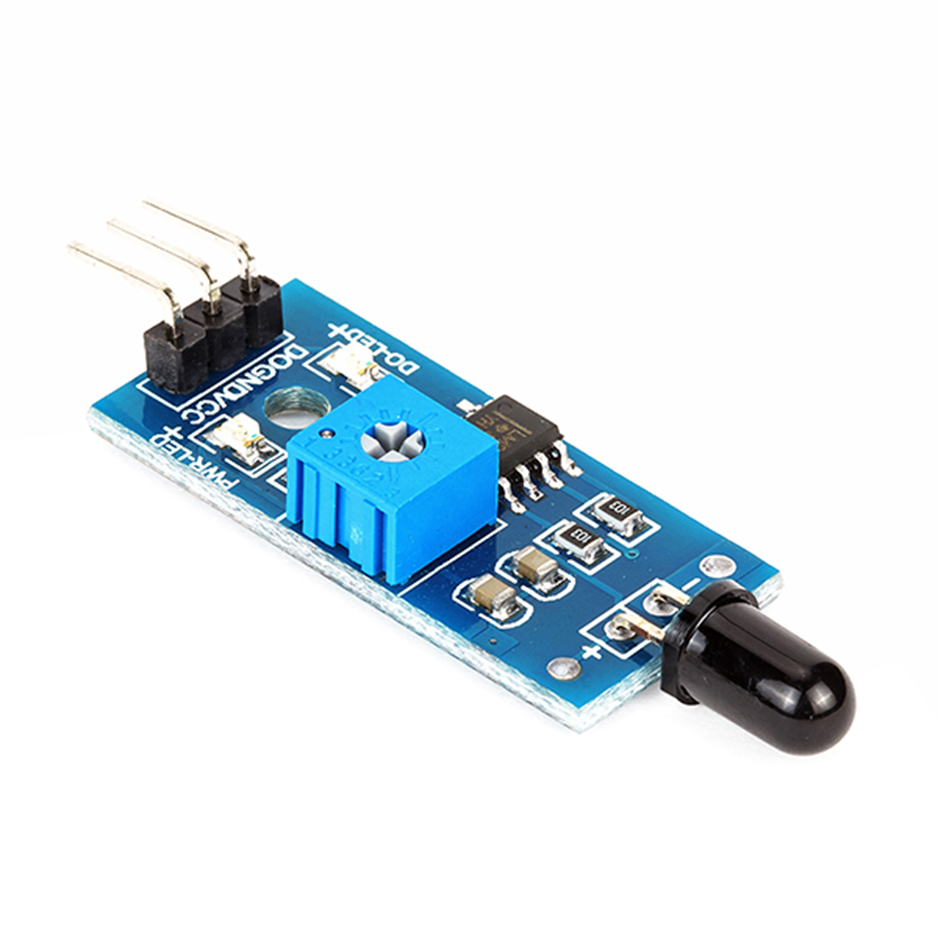 DO-LED+
DOGNDVCC
PWR-LED+
103
103
+
-